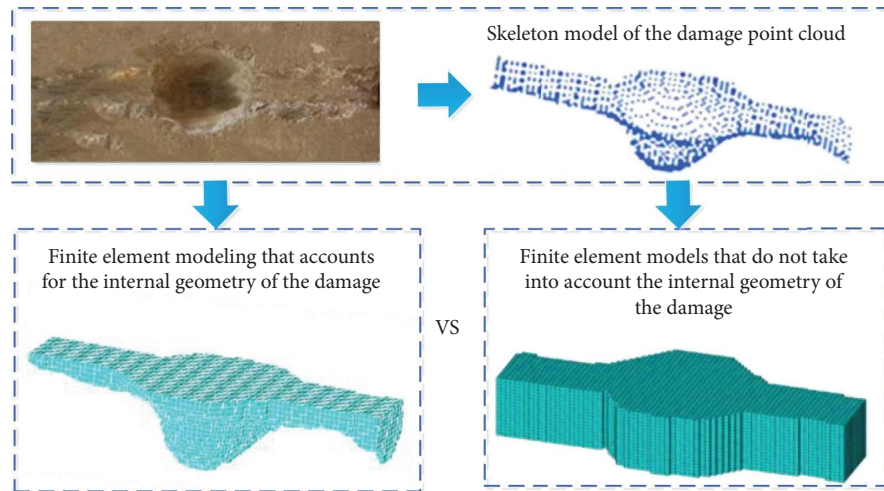 Skeleton model of the damage point cloud
Finite element modeling that accounts
for the internal geometry of the damage
VS
Finite element models that do not take
into account the internal geometry of
the damage